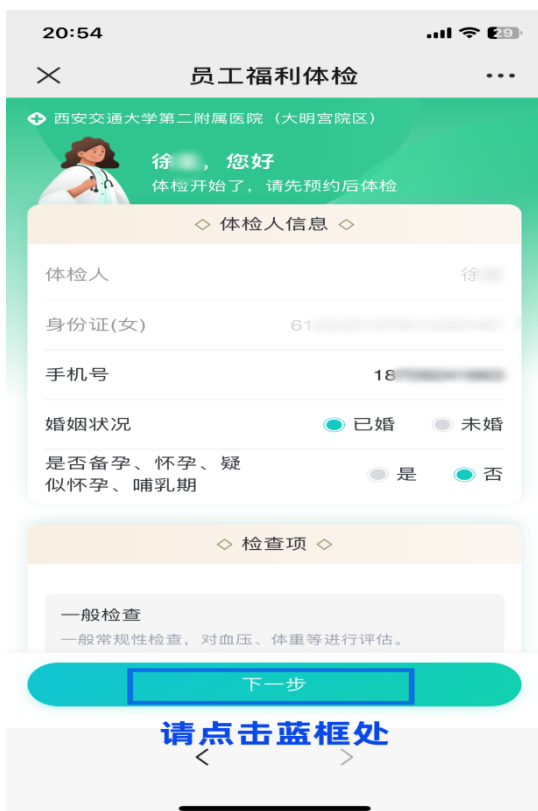 20:54
29
员工福利体检
西安交通大学第二附属医院（大明宫院区）
徐 ，您好
体检开始了，请先预约后体检
体检人信息
体检人 徐
身份证(女) 61
手机号 18
婚姻状况 已婚 未婚
是否备孕、怀孕、疑
似怀孕、哺乳期 是 否
检查项
一般检查
一般常规性检查，对血压、体重等进行评估。
下一步
请点击蓝框处